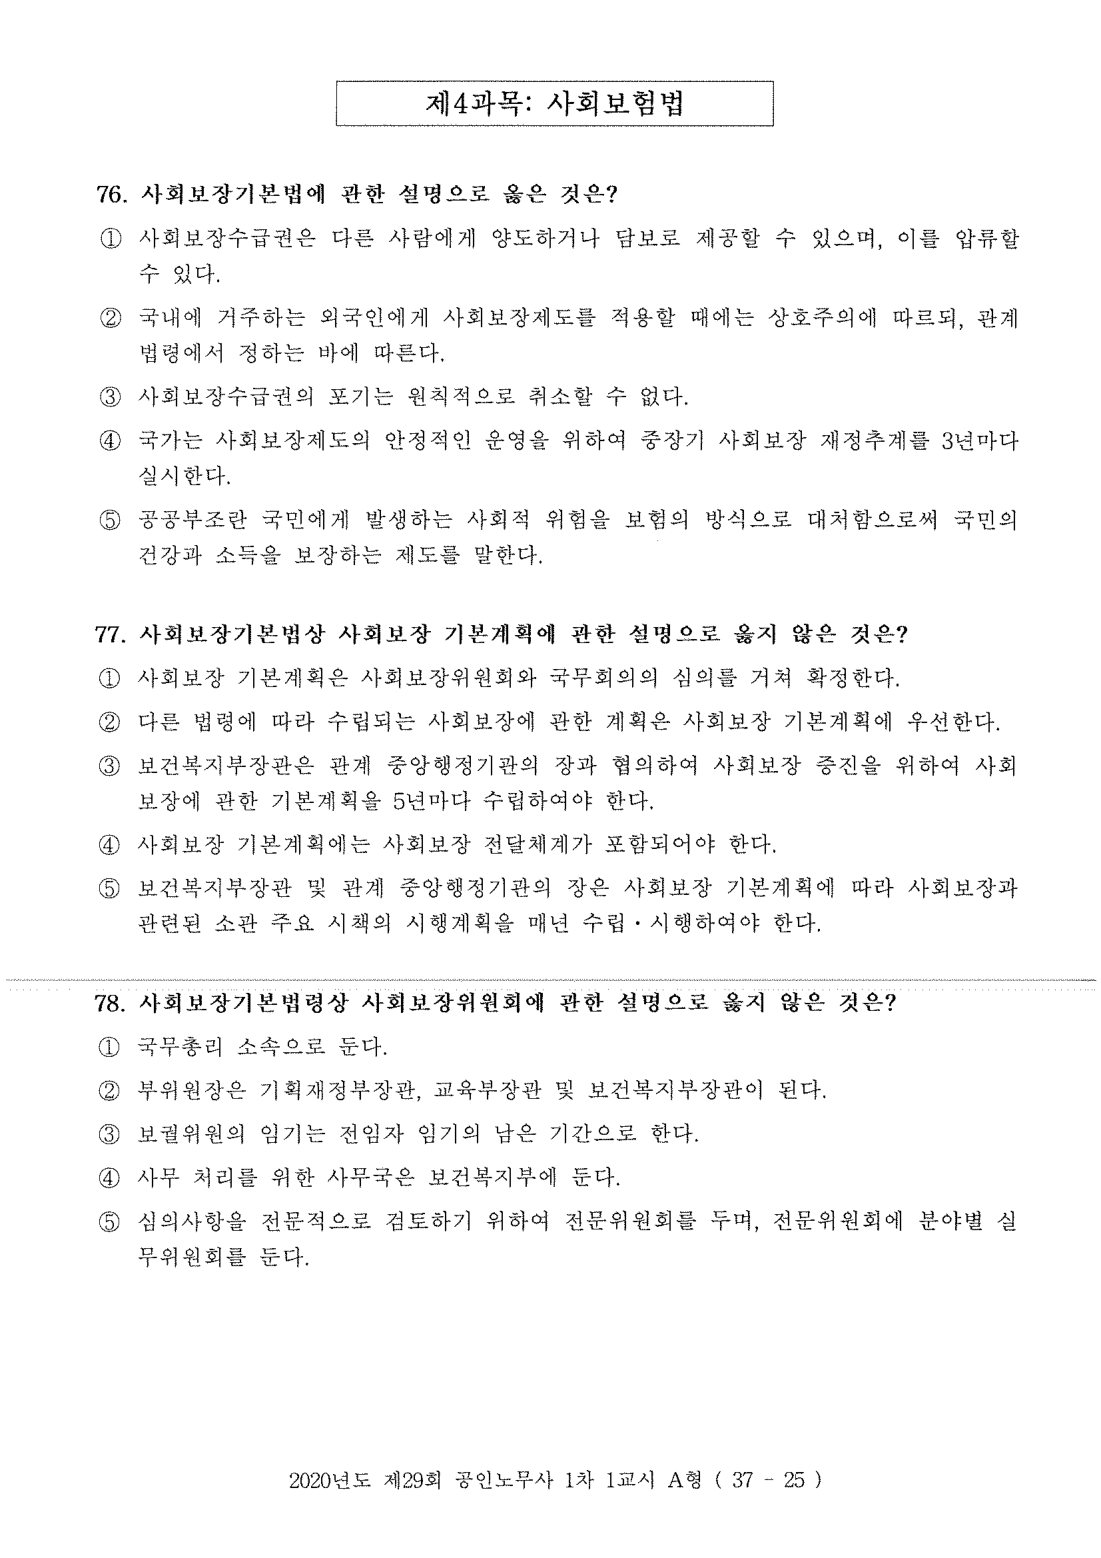 제4과목: 사회보험법
76. 사회보장기본법에 관한 설명으로 옳은 것은?
① 사회보장수급권은 다른 사람에게 양도하거나 담보로 제공할 수 있으며, 이를 압류할
수 있다.
② 국내에 거주하는 외국인에게 사회보장제도를 적용할 때에는 상호주의에 따르되, 관계
법령에서 정하는 바에 따른다.
③ 사회보장수급권의 포기는 원칙적으로 취소할 수 없다.
④ 국가는 사회보장제도의 안정적인 운영을 위하여 중장기 사회보장 재정추계를 3년마다
실시한다.
⑤ 공공부조란 국민에게 발생하는 사회적 위험을 보험의 방식으로 대처함으로써 국민의
건강과 소득을 보장하는 제도를 말한다.
77. 사회보장기본법상 사회보장 기본계획에 관한 설명으로 옳지 않은 것은?
① 사회보장 기본계획은 사회보장위원회와 국무회의의 심의를 거쳐 확정한다.
② 다른 법령에 따라 수립되는 사회보장에 관한 계획은 사회보장 기본계획에 우선한다.
③ 보건복지부장관은 관계 중앙행정기관의 장과 협의하여 사회보장 증진을 위하여 사회
보장에 관한 기본계획을 5년마다 수립하여야 한다.
④ 사회보장 기본계획에는 사회보장 전달체계가 포함되어야 한다.
⑤ 보건복지부장관 및 관계 중앙행정기관의 장은 사회보장 기본계획에 따라 사회보장과
관련된 소관 주요 시책의 시행계획을 매년 수립・시행하여야 한다.
78. 사회보장기본법령상 사회보장위원회에 관한 설명으로 옳지 않은 것은?
① 국무총리 소속으로 둔다.
② 부위원장은 기획재정부장관, 교육부장관 및 보건복지부장관이 된다.
③ 보궐위원의 임기는 전임자 임기의 남은 기간으로 한다.
④ 사무 처리를 위한 사무국은 보건복지부에 둔다.
⑤ 심의사항을 전문적으로 검토하기 위하여 전문위원회를 두며, 전문위원회에 분야별 실
무위원회를 둔다.
2020년도 제29회 공인노무사 1차 1교시 A형 ( 37 - 25 )